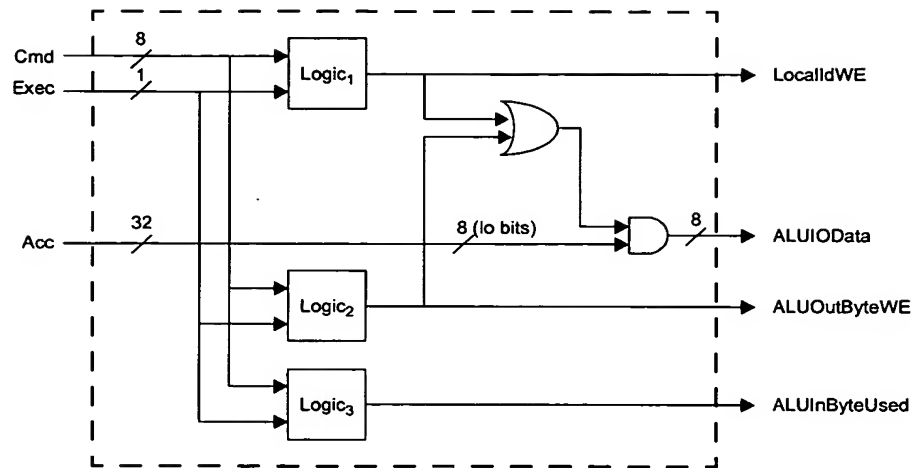 Cmd
8
Logic1
LocalIdWE
Exec
1
Acc
32
8 (lo bits)
8
ALUIOData
Logic2
ALUOutByteWE
Logic3
ALUInByteUsed